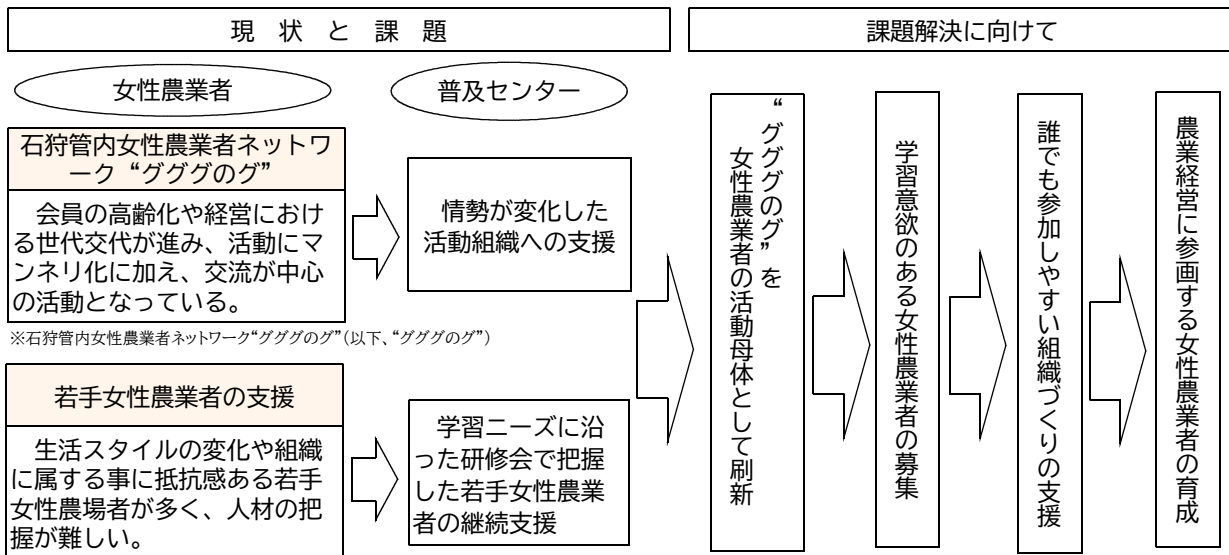 現 状 と 課 題
課題解決に向けて
女性農業者
普及センター
石狩管内女性農業者ネットワ
ーク“グググのグ”
会員の高齢化や経営におけ
る世代交代が進み、活動にマ
ンネリ化に加え、交流が中心
の活動となっている。
情勢が変化した
活動組織への支援
※石狩管内女性農業者ネットワーク“グググのグ”(以下、“グググのグ”)
若手女性農業者の支援
生活スタイルの変化や組織
に属する事に抵抗感ある若手
女性農場者が多く、人材の把
握が難しい。
学習ニーズに沿
った研修会で把握
した若手女性農業
者の継続支援
“グググのグ”を
女性農業者の活動母体として刷新
学習意欲のある女性農業者の募集
誰でも参加しやすい組織づくりの支援
農業経営に参画する女性農業者の育成